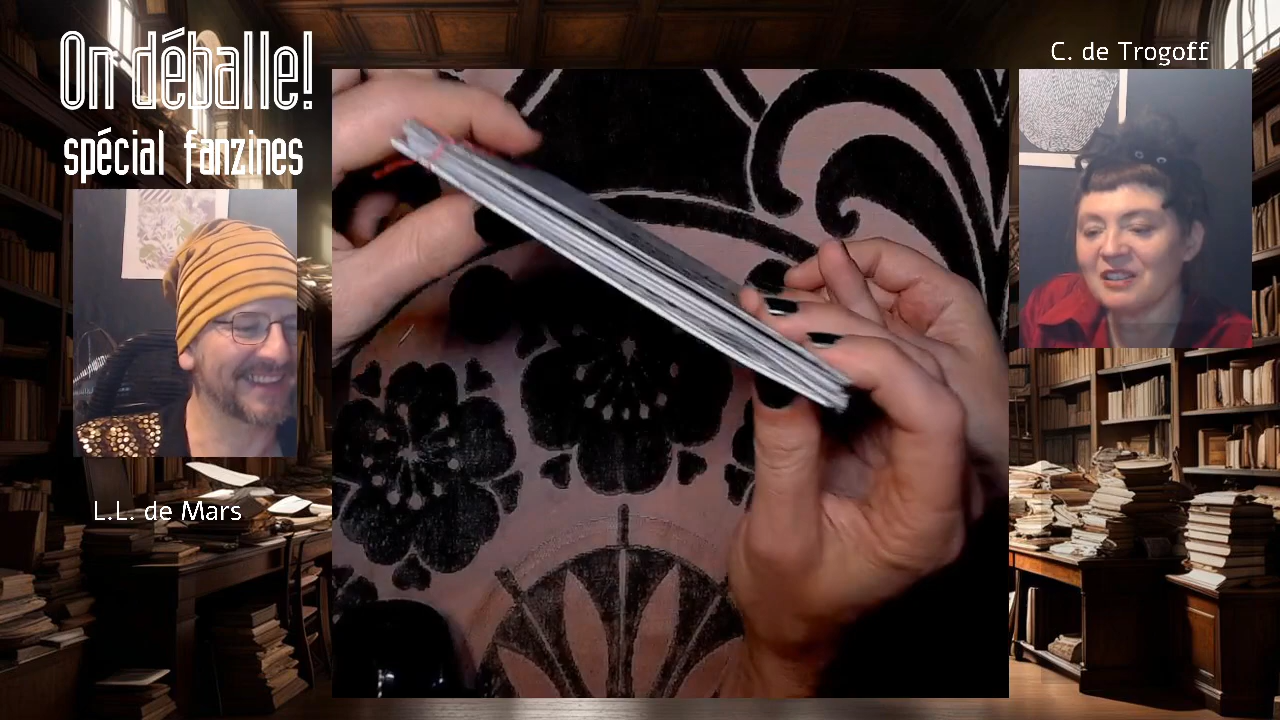 On déballe!
spécial fanzines
C. de Trogoff
L.L. de Mars